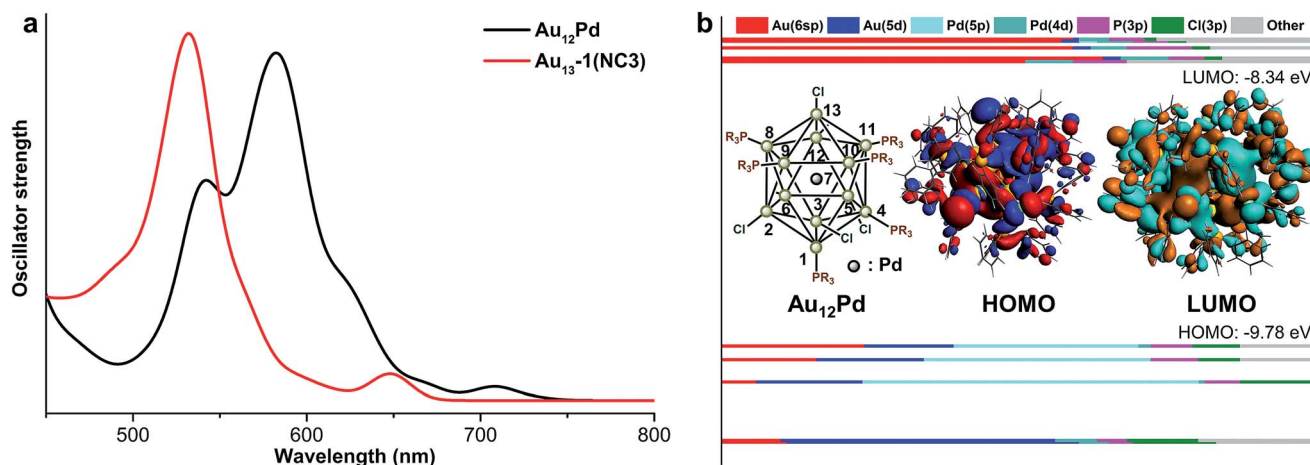 a
Au12Pd
Au13-1(NC3)
Oscillator strength
500 600 700 800
Wavelength (nm)
b
Au(6sp) Au(5d) Pd(5p) Pd(4d) P(3p) Cl(3p) Other
LUMO: -8.34 eV
Cl
13
8 11
R3P PR3
9 10
R3P 12 PR3
7
3
6 5 4
Cl Cl
2 Cl PR3
1
PR3
: Pd
Au12Pd HOMO LUMO
HOMO: -9.78 eV